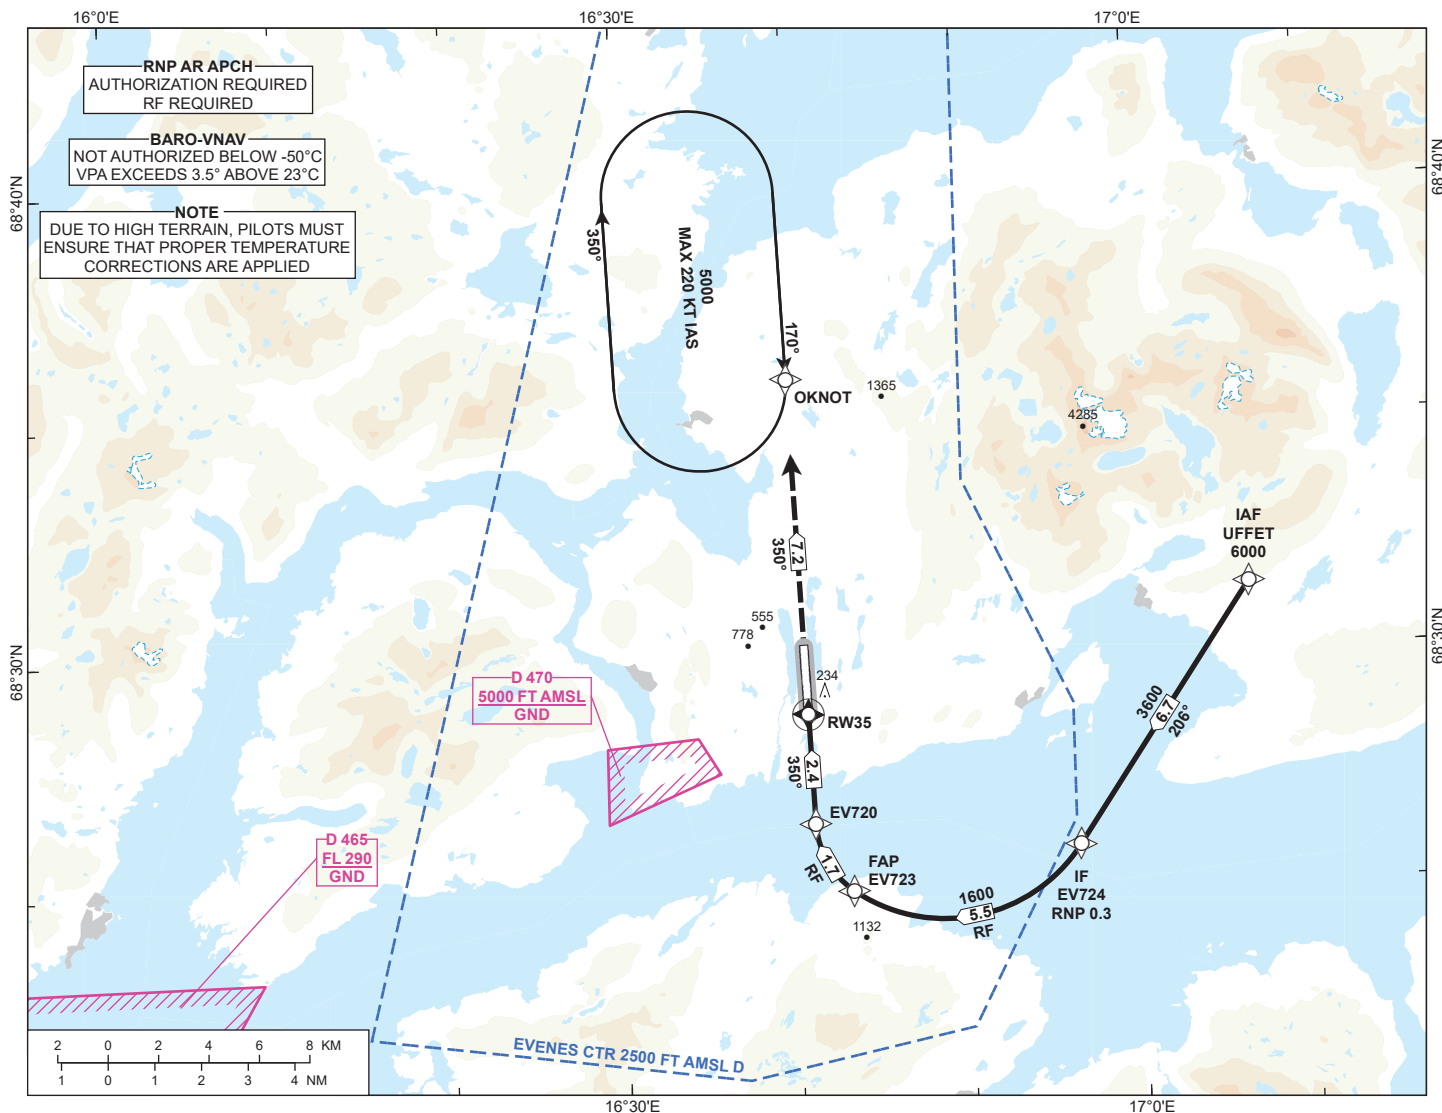 16°0'E
16°30'E
17°0'E
RNP AR APCH
AUTHORIZATION REQUIRED
RF REQUIRED
BARO-VNAV
NOT AUTHORIZED BELOW -50°C
VPA EXCEEDS 3.5° ABOVE 23°C
NOTE
DUE TO HIGH TERRAIN, PILOTS MUST
ENSURE THAT PROPER TEMPERATURE
CORRECTIONS ARE APPLIED
68°40'N
68°40'N
350°
5000
MAX 220 KT IAS
170°
OKNOT
1365
4285
IAF
UFFET
6000
7.2
350°
555
778
234
RW35
68°30'N
68°30'N
D 470
5000 FT AMSL
GND
3600
6.7
206°
2.4
350°
EV720
1.7
RF
FAP
EV723
IF
EV724
RNP 0.3
1600
5.5
RF
1132
D 465
FL 290
GND
EVENES CTR 2500 FT AMSL D
2 0 2 4 6 8 KM
1 0 1 2 3 4 NM
16°30'E
17°0'E